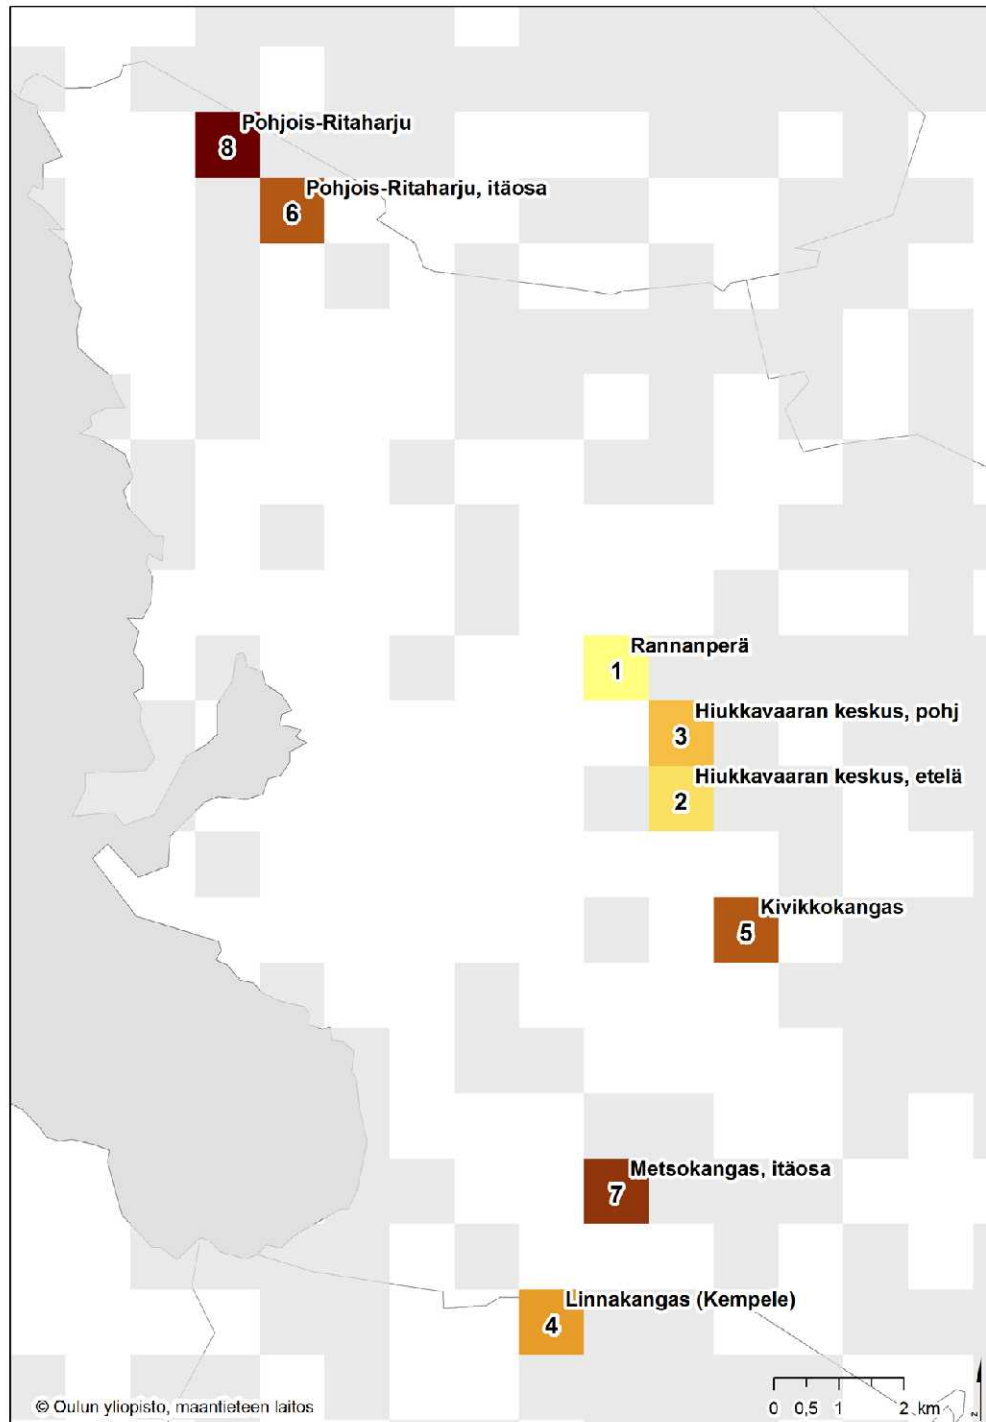 Pohjois-Ritaharju
8
Pohjois-Ritaharju, itäosa
6
Rannanperä
1
Hiukkavaaran keskus, pohj
3
Hiukkavaaran keskus, etelä
2
Kivikkokangas
5
Metsokangas, itäosa
7
Linnakangas (Kempele)
4
© Oulun yliopisto, maantieteen laitos
0 0,5 1 2 km
N